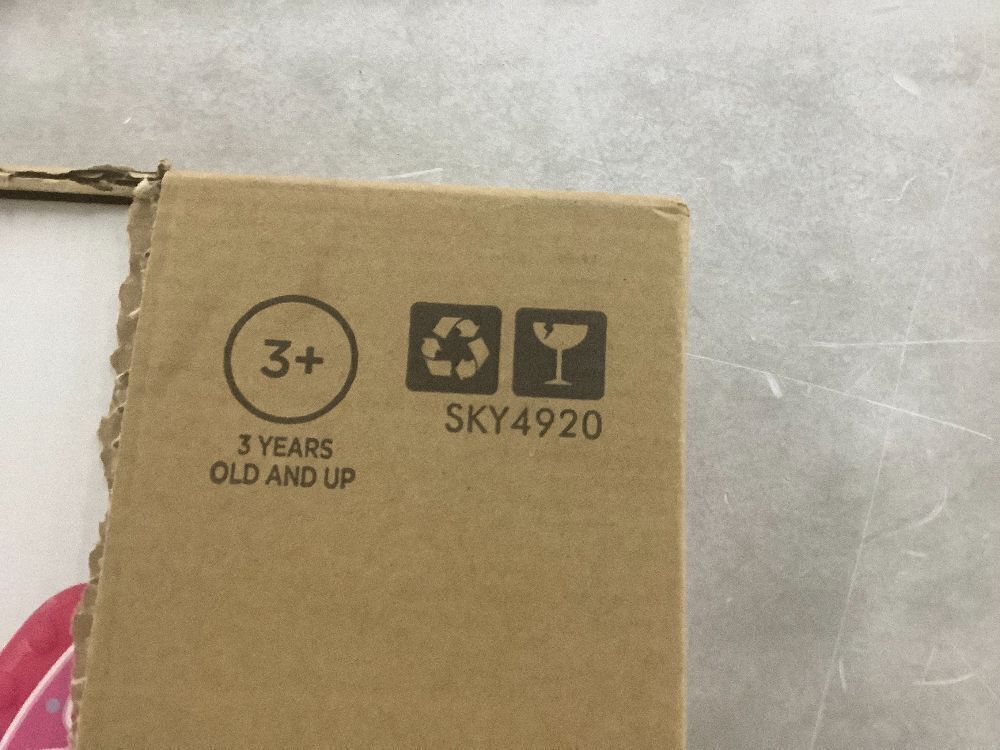 3+
3 YEARS
OLD AND UP
SKY4920